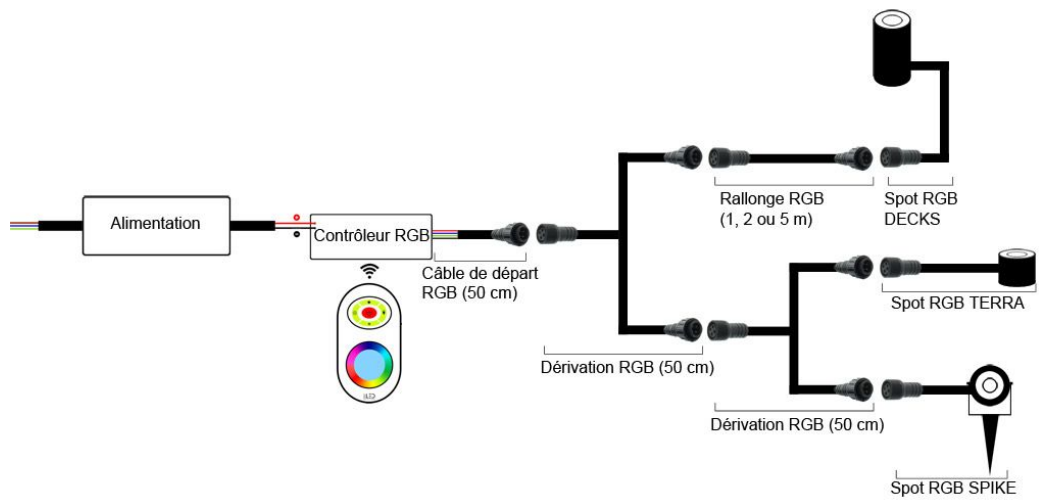 Alimentation
Contrôleur RGB
Câble de départ
RGB (50 cm)
Dérivation RGB (50 cm)
Rallonge RGB
(1, 2 ou 5 m)
Spot RGB
DECKS
Spot RGB TERRA
Dérivation RGB (50 cm)
Spot RGB SPIKE